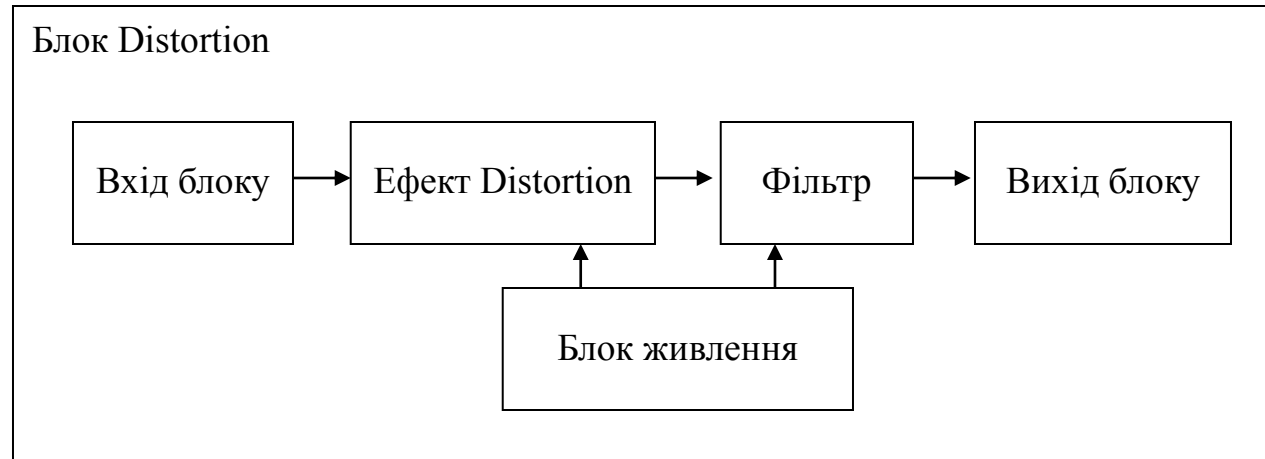 Блок Distortion
Вхід блоку
Ефект Distortion
Фільтр
Вихід блоку
Блок живлення